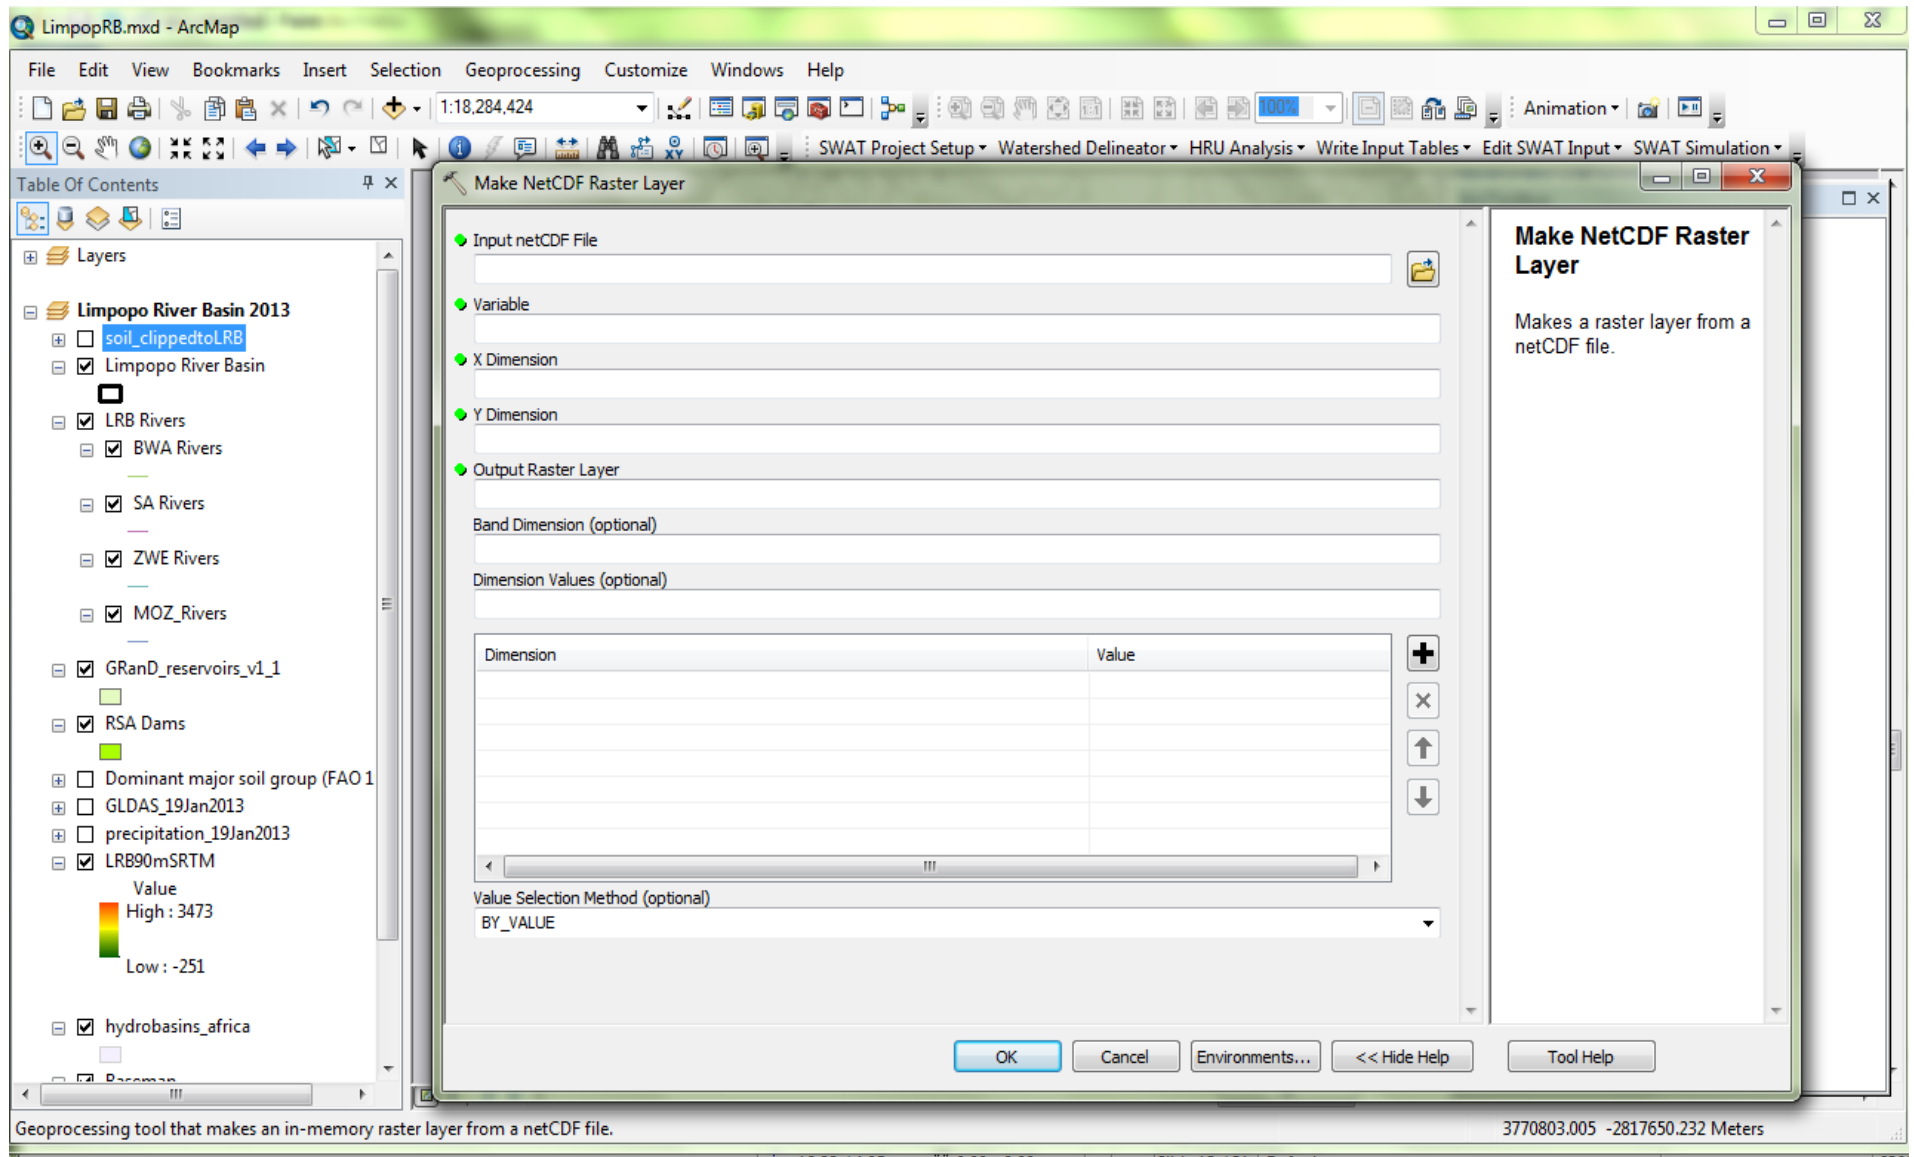 LimpopRB.mxd - ArcMap
File Edit View Bookmarks Insert Selection Geoprocessing Customize Windows Help
1:18,284,424
100%
Animation
SWAT Project Setup Watershed Delineator HRU Analysis Write Input Tables Edit SWAT Input SWAT Simulation
Table Of Contents
Layers
Limpopo River Basin 2013
soil_clippedtoLRB
Limpopo River Basin
LRB Rivers
BWA Rivers
SA Rivers
ZWE Rivers
MOZ_Rivers
GRanD_reservoirs_v1_1
RSA Dams
Dominant major soil group (FAO 1
GLDAS_19Jan2013
precipitation_19Jan2013
LRB90mSRTM
Value
High : 3473
Low : -251
hydrobasins_africa
Basemap
Make NetCDF Raster Layer
Input netCDF File
Variable
X Dimension
Y Dimension
Output Raster Layer
Band Dimension (optional)
Dimension Values (optional)
Dimension Value
Value Selection Method (optional)
BY_VALUE
OK Cancel Environments... << Hide Help Tool Help
Make NetCDF Raster
Layer
Makes a raster layer from a
netCDF file.
Geoprocessing tool that makes an in-memory raster layer from a netCDF file.
3770803.005 -2817650.232 Meters